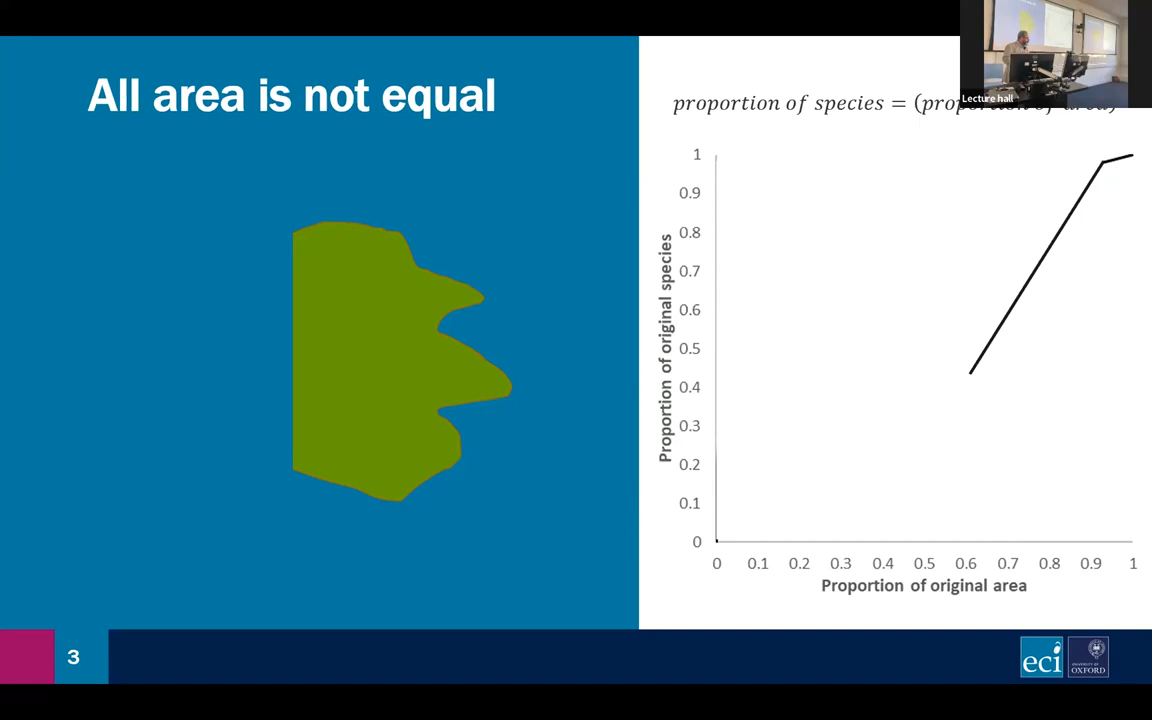 All area is not equal
proportion of species = (
Lecture hall
Proportion of original species
1
0.9
0.8
0.7
0.6
0.5
0.4
0.3
0.2
0.1
0
0 0.1 0.2 0.3 0.4 0.5 0.6 0.7 0.8 0.9 1
Proportion of original area
3
eci
UNIVERSITY OF
OXFORD